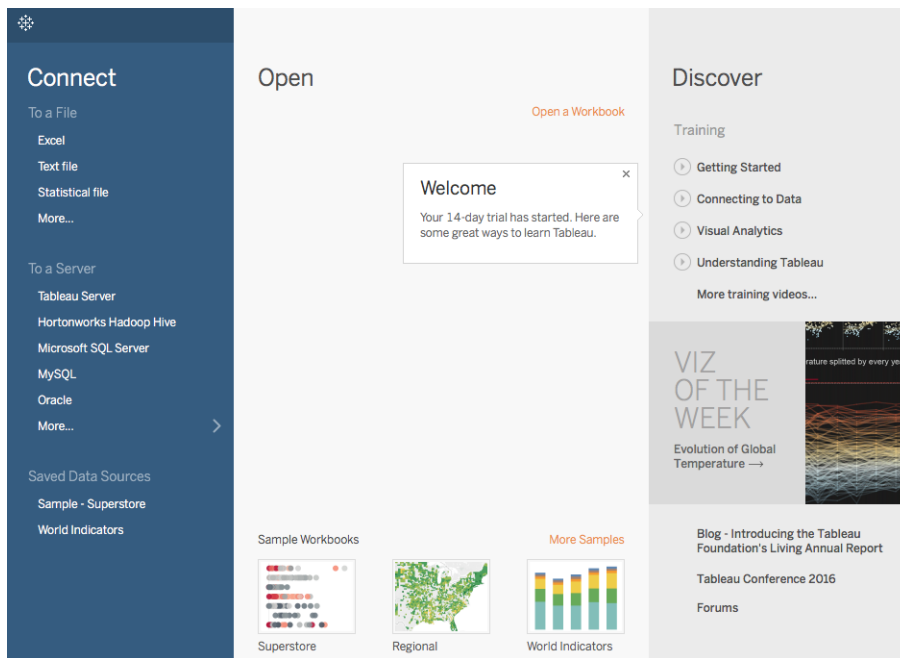 Connect
To a File
Excel
Text file
Statistical file
More...
To a Server
Tableau Server
Hortonworks Hadoop Hive
Microsoft SQL Server
MySQL
Oracle
More...
Saved Data Sources
Sample - Superstore
World Indicators
Open
Open a Workbook
Welcome
Your 14-day trial has started. Here are
some great ways to learn Tableau.
Sample Workbooks
More Samples
Superstore
Regional
World Indicators
Discover
Training
Getting Started
Connecting to Data
Visual Analytics
Understanding Tableau
More training videos...
VIZ
OF THE
WEEK
Evolution of Global
Temperature →
splitted by every
Blog - Introducing the Tableau
Foundation's Living Annual Report
Tableau Conference 2016
Forums